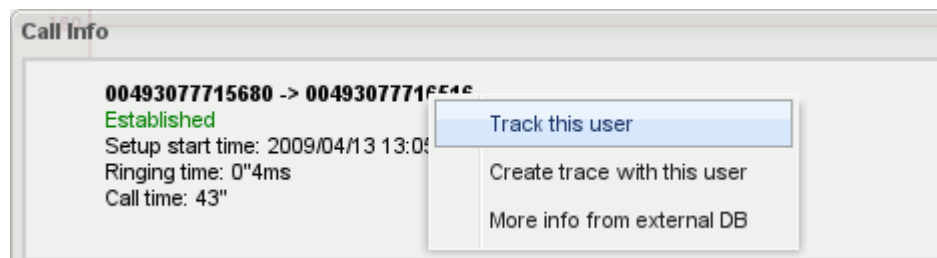 Call Info
00493077715680 -> 00493077716516
Established
Setup start time: 2009/04/13 13:05
Ringing time: 0"4ms
Call time: 43"
Track this user
Create trace with this user
More info from external DB